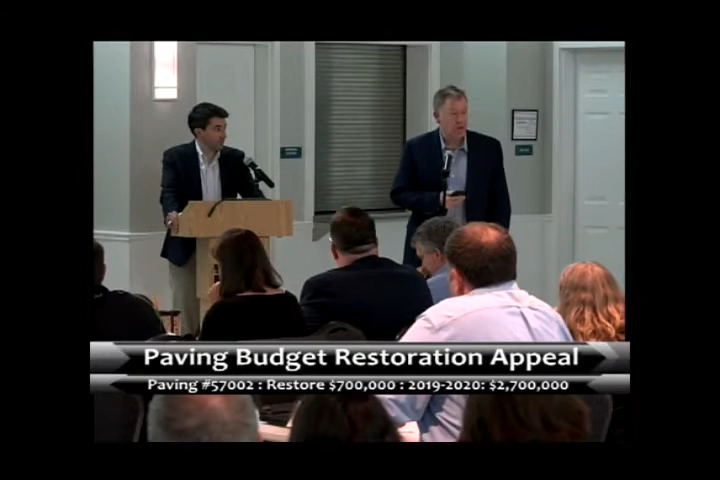 Paving Budget Restoration Appeal
Paving #57002 : Restore $700,000 : 2019-2020: $2,700,000